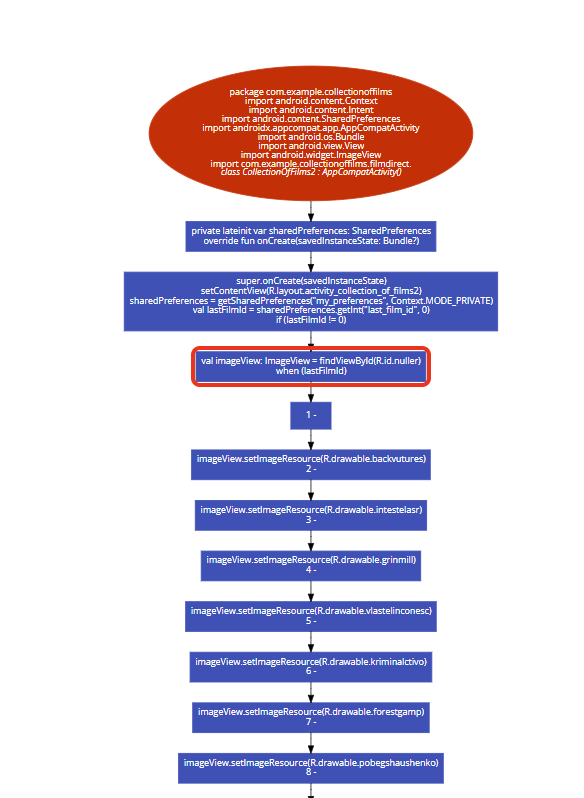 package com.example.collectionoffilms
import android.content.Context
import android.content.Intent
import android.content.SharedPreferences
import androidx.appcompat.app.AppCompatActivity
import android.os.Bundle
import android.view.View
import android.widget.ImageView
import com.example.collectionoffilms.filmdirect.
class CollectionOfFilms2 : AppCompatActivity()
private lateinit var sharedPreferences: SharedPreferences
override fun onCreate(savedInstanceState: Bundle?)
super.onCreate(savedInstanceState)
setContentView(R.layout.activity_collection_of_films2)
sharedPreferences = getSharedPreferences("my_preferences", Context.MODE_PRIVATE)
val lastFilmId = sharedPreferences.getInt("last_film_id", 0)
if (lastFilmId != 0)
val imageView: ImageView = findViewById(R.id.nuller)
when (lastFilmId)
1 -
imageView.setImageResource(R.drawable.backvutures)
2 -
imageView.setImageResource(R.drawable.intestelasr)
3 -
imageView.setImageResource(R.drawable.grinmill)
4 -
imageView.setImageResource(R.drawable.vlastelinconesc)
5 -
imageView.setImageResource(R.drawable.kriminalctivo)
6 -
imageView.setImageResource(R.drawable.forestgamp)
7 -
imageView.setImageResource(R.drawable.pobegshaushenko)
8 -